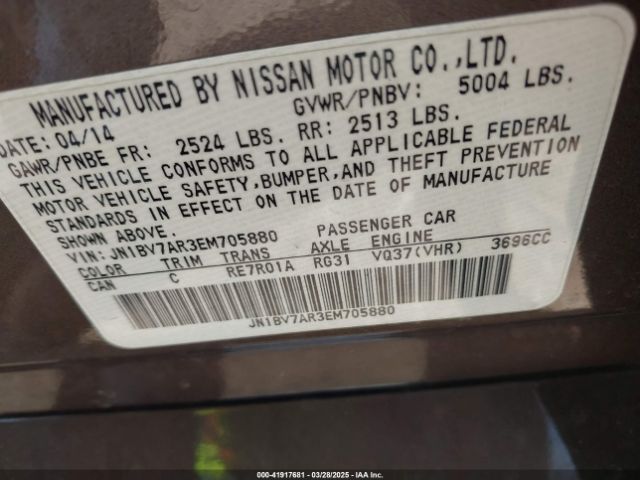 MANUFACTURED BY NISSAN MOTOR CO.,LTD.
DATE: 04/14 GVWR/PNBV: 5004 LBS.
GAWR/PNBE FR: 2524 LBS. RR: 2513 LBS.
THIS VEHICLE CONFORMS TO ALL APPLICABLE FEDERAL
MOTOR VEHICLE SAFETY,BUMPER,AND THEFT PREVENTION
STANDARDS IN EFFECT ON THE DATE OF MANUFACTURE
SHOWN ABOVE.
VIN: JN1BV7AR3EM705880 PASSENGER CAR
COLOR TRIM TRANS AXLE ENGINE
CAN C RE7R01A RG31 VQ37(VHR) 3696CC
JN1BV7AR3EM705880
000-41917681 | 03/28/2025 | IAA Inc.